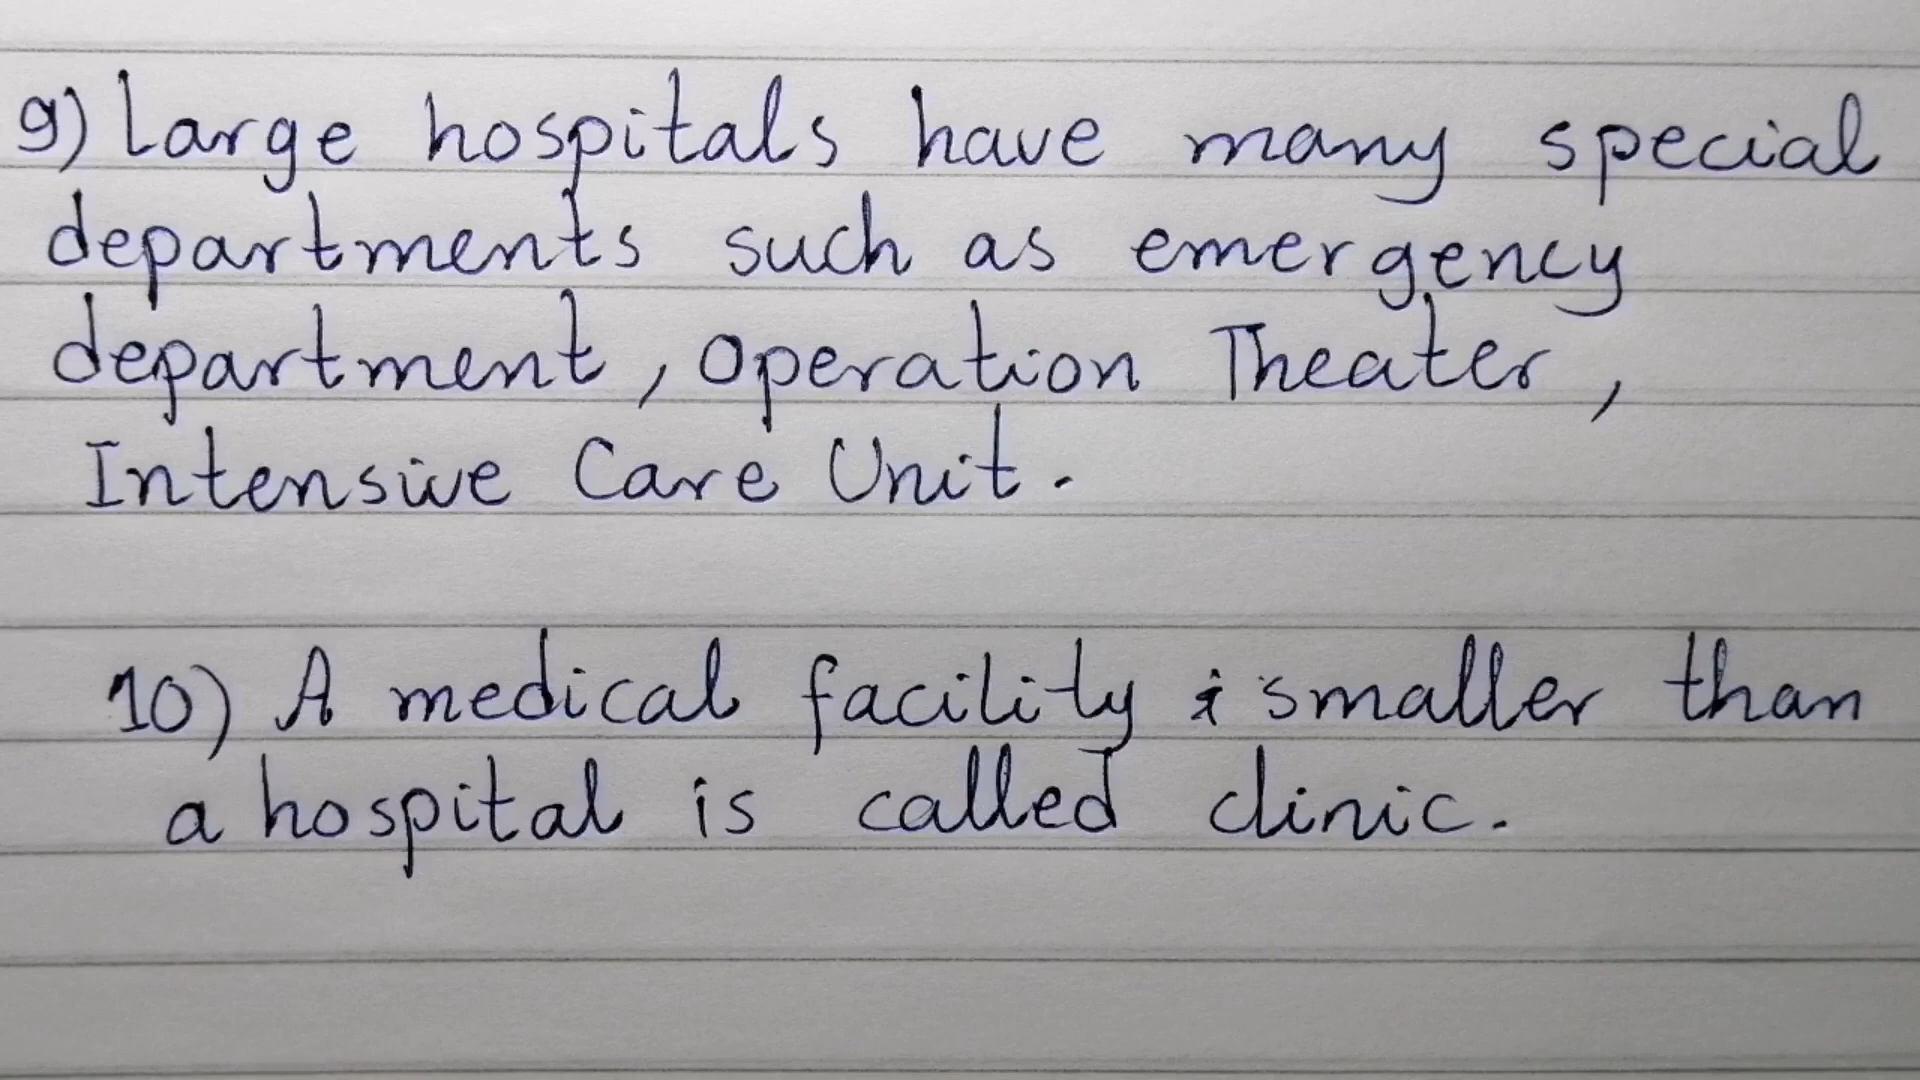 9) Large hospitals have many special
departments such as emergency
department, Operation Theater,
Intensive Care Unit.
10) A medical facility smaller than
a hospital is called clinic.